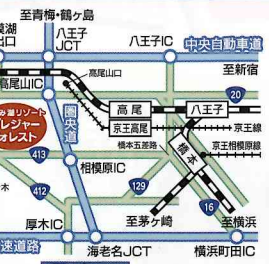 至青梅・鶴ヶ島
八王子
JCT
八王子IC
中央自動車道
出口
高尾山口
至新宿
高尾山IC
20
高尾
八王子
み湖リゾート
レジャー
ォレスト
圏央道
京王高尾
京王線
橋本五差路
京王相模原線
橋本
413
相模原IC
木
412
129
16
厚木IC
至茅ヶ崎
至横浜
速道路
海老名JCT
横浜町田IC